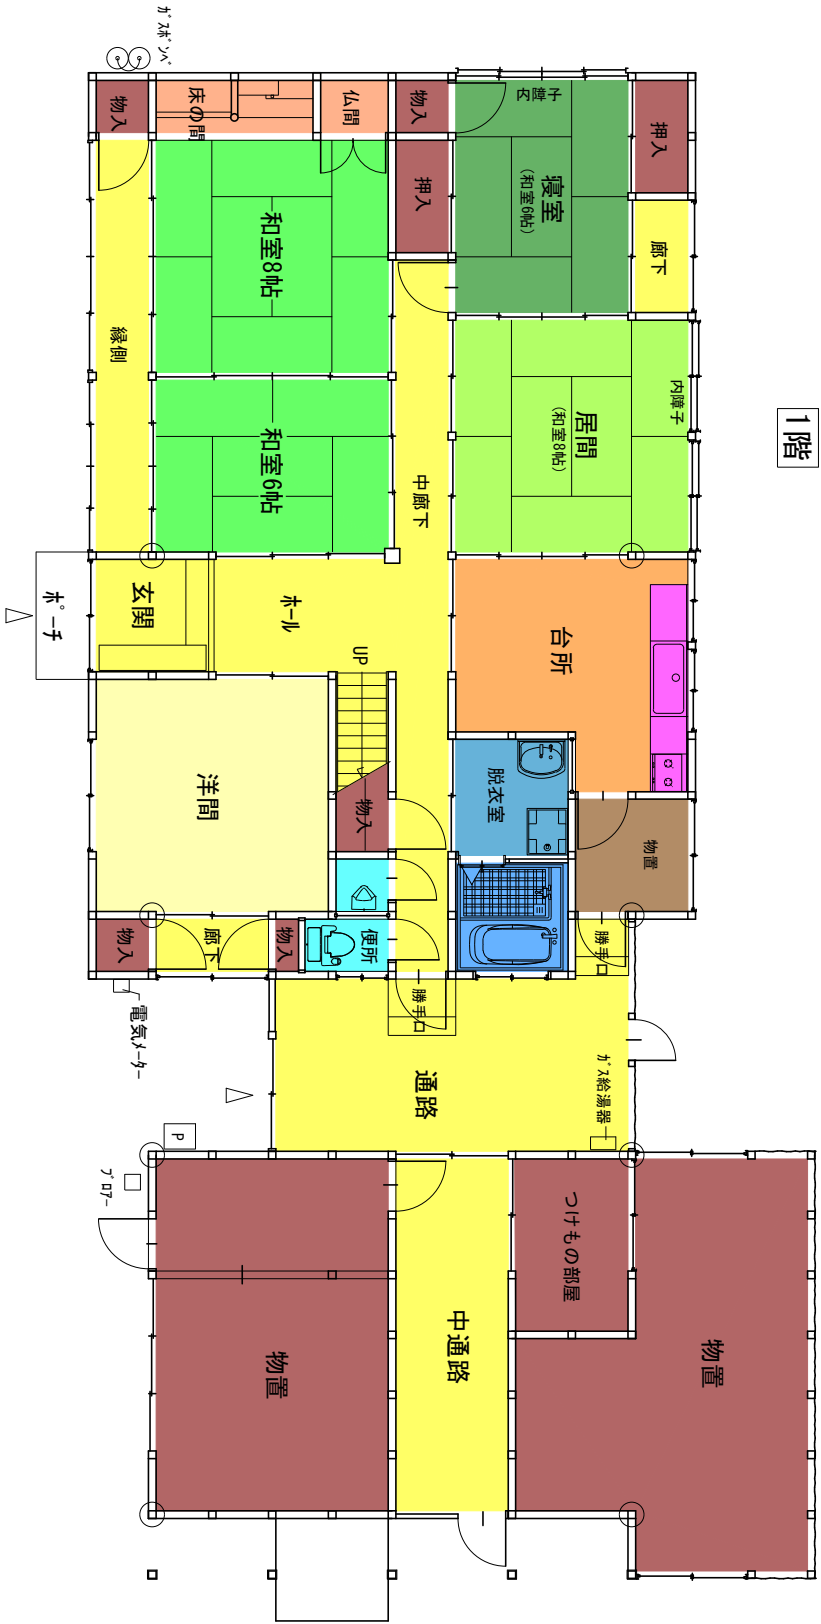 ガスボンベ
物入
床の間
仏間
物入
内障子
押入
寝室
(和室6帖)
押入
和室8帖
廊下
縁側
内障子
居間
(和室8帖)
1階
和室6帖
中廊下
ポーチ
玄関
ホール
台所
UP
洋間
物入
脱衣室
物置
物入
廊下
物入
便所
勝手口
勝手口
電気メーター
通路
ガス給湯器
P
ブロアー
つけもの部屋
物置
中通路
物置